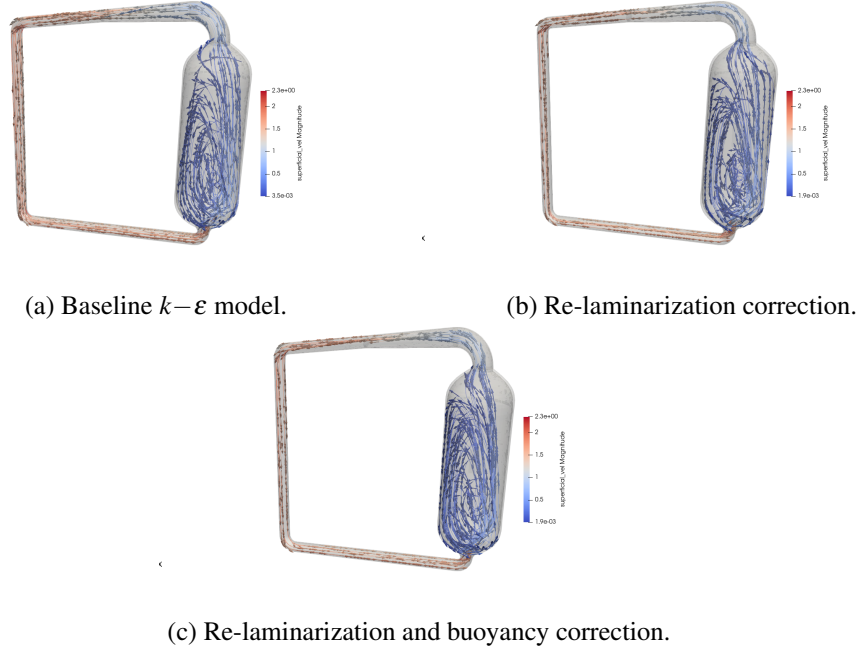 2.3e+00
2
1.5
1
0.5
3.5e-03
superficial_vel Magnitude
2.3e+00
2
1.5
1
0.5
1.9e-03
superficial_vel Magnitude
‹
(a) Baseline k−ε model.
(b) Re-laminarization correction.
2.3e+00
2
1.5
1
0.5
1.9e-03
superficial_vel Magnitude
‹
(c) Re-laminarization and buoyancy correction.